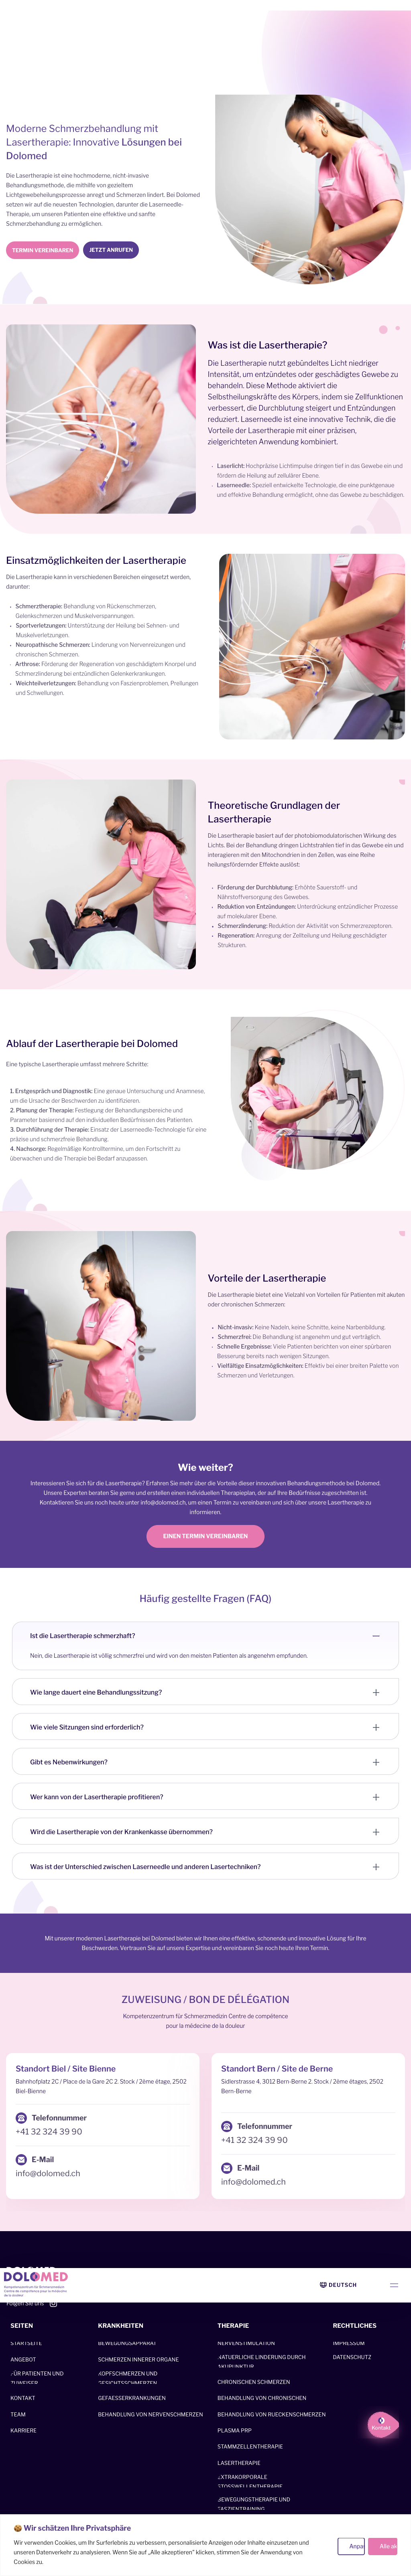 Moderne Schmerzbehandlung mit
Lasertherapie: Innovative Lösungen bei
Dolomed
Die Lasertherapie ist eine hochmoderne, nicht-invasive
Behandlungsmethode, die mithilfe von gezieltem
Lichtgewebeheilungsprozesse anregt und Schmerzen lindert. Bei Dolomed
setzen wir auf die neuesten Technologien, darunter die Laserneedle-
Therapie, um unseren Patienten eine effektive und sanfte
Schmerzbehandlung zu ermöglichen.
TERMIN VEREINBAREN
JETZT ANRUFEN
Was ist die Lasertherapie?
Die Lasertherapie nutzt gebündeltes Licht niedriger
Intensität, um entzündetes oder geschädigtes Gewebe zu
behandeln. Diese Methode aktiviert die
Selbstheilungskräfte des Körpers, indem sie Zellfunktionen
verbessert, die Durchblutung steigert und Entzündungen
reduziert. Laserneedle ist eine innovative Technik, die die
Vorteile der Lasertherapie mit einer präzisen,
zielgerichteten Anwendung kombiniert.
Laserlicht: Hochpräzise Lichtimpulse dringen tief in das Gewebe ein und
fördern die Heilung auf zellulärer Ebene.
Laserneedle: Speziell entwickelte Technologie, die eine punktgenaue
und effektive Behandlung ermöglicht, ohne das Gewebe zu beschädigen.
Einsatzmöglichkeiten der Lasertherapie
Die Lasertherapie kann in verschiedenen Bereichen eingesetzt werden,
darunter:
Schmerztherapie: Behandlung von Rückenschmerzen,
Gelenkschmerzen und Muskelverspannungen.
Sportverletzungen: Unterstützung der Heilung bei Sehnen- und
Muskelverletzungen.
Neuropathische Schmerzen: Linderung von Nervenreizungen und
chronischen Schmerzen.
Arthrose: Förderung der Regeneration von geschädigtem Knorpel und
Schmerzlinderung bei entzündlichen Gelenkerkrankungen.
Weichteilverletzungen: Behandlung von Faszienproblemen, Prellungen
und Schwellungen.
Theoretische Grundlagen der
Lasertherapie
Die Lasertherapie basiert auf der photobiomodulatorischen Wirkung des
Lichts. Bei der Behandlung dringen Lichtstrahlen tief in das Gewebe ein und
interagieren mit den Mitochondrien in den Zellen, was eine Reihe
heilungsfördernder Effekte auslöst:
Förderung der Durchblutung: Erhöhte Sauerstoff- und
Nährstoffversorgung des Gewebes.
Reduktion von Entzündungen: Unterdrückung entzündlicher Prozesse
auf molekularer Ebene.
Schmerzlinderung: Reduktion der Aktivität von Schmerzrezeptoren.
Regeneration: Anregung der Zellteilung und Heilung geschädigter
Strukturen.
Ablauf der Lasertherapie bei Dolomed
Eine typische Lasertherapie umfasst mehrere Schritte:
1. Erstgespräch und Diagnostik: Eine genaue Untersuchung und Anamnese,
um die Ursache der Beschwerden zu identifizieren.
2. Planung der Therapie: Festlegung der Behandlungsbereiche und
Parameter basierend auf den individuellen Bedürfnissen des Patienten.
3. Durchführung der Therapie: Einsatz der Laserneedle-Technologie für eine
präzise und schmerzfreie Behandlung.
4. Nachsorge: Regelmäßige Kontrolltermine, um den Fortschritt zu
überwachen und die Therapie bei Bedarf anzupassen.
Vorteile der Lasertherapie
Die Lasertherapie bietet eine Vielzahl von Vorteilen für Patienten mit akuten
oder chronischen Schmerzen:
Nicht-invasiv: Keine Nadeln, keine Schnitte, keine Narbenbildung.
Schmerzfrei: Die Behandlung ist angenehm und gut verträglich.
Schnelle Ergebnisse: Viele Patienten berichten von einer spürbaren
Besserung bereits nach wenigen Sitzungen.
Vielfältige Einsatzmöglichkeiten: Effektiv bei einer breiten Palette von
Schmerzen und Verletzungen.
Wie weiter?
Interessieren Sie sich für die Lasertherapie? Erfahren Sie mehr über die Vorteile dieser innovativen Behandlungsmethode bei Dolomed.
Unsere Experten beraten Sie gerne und erstellen einen individuellen Therapieplan, der auf Ihre Bedürfnisse zugeschnitten ist.
Kontaktieren Sie uns noch heute unter info@dolomed.ch, um einen Termin zu vereinbaren und sich über unsere Lasertherapie zu
informieren.
EINEN TERMIN VEREINBAREN
Häufig gestellte Fragen (FAQ)
Ist die Lasertherapie schmerzhaft?
Nein, die Lasertherapie ist völlig schmerzfrei und wird von den meisten Patienten als angenehm empfunden.
Wie lange dauert eine Behandlungssitzung?
Wie viele Sitzungen sind erforderlich?
Gibt es Nebenwirkungen?
Wer kann von der Lasertherapie profitieren?
Wird die Lasertherapie von der Krankenkasse übernommen?
Was ist der Unterschied zwischen Laserneedle und anderen Lasertechniken?
Mit unserer modernen Lasertherapie bei Dolomed bieten wir Ihnen eine effektive, schonende und innovative Lösung für Ihre
Beschwerden. Vertrauen Sie auf unsere Expertise und vereinbaren Sie noch heute Ihren Termin.
ZUWEISUNG / BON DE DÉLÉGATION
Kompetenzzentrum für Schmerzmedizin Centre de compétence
pour la médecine de la douleur
Standort Biel / Site Bienne
Bahnhofplatz 2C / Place de la Gare 2C 2. Stock / 2ème étage, 2502
Biel-Bienne
Telefonnummer
+41 32 324 39 90
E-Mail
info@dolomed.ch
Standort Bern / Site de Berne
Sidlerstrasse 4, 3012 Bern-Berne 2. Stock / 2ème étages, 2502
Bern-Berne
Telefonnummer
+41 32 324 39 90
E-Mail
info@dolomed.ch
DOLOMED
Kompetenzzentrum für Schmerzmedizin
Centre de compétence pour la médecine
de la douleur
DEUTSCH
Folgen Sie uns
SEITEN
STARTSEITE
ANGEBOT
FÜR PATIENTEN UND
ZUWEISER
KONTAKT
TEAM
KARRIERE
KRANKHEITEN
BEWEGUNGSAPPARAT
SCHMERZEN INNERER ORGANE
KOPFSCHMERZEN UND
GESICHTSSCHMERZEN
GEFAESSERKRANKUNGEN
BEHANDLUNG VON NERVENSCHMERZEN
THERAPIE
NERVENSTIMULATION
NATUERLICHE LINDERUNG DURCH
AKUPUNKTUR
CHRONISCHEN SCHMERZEN
BEHANDLUNG VON CHRONISCHEN
BEHANDLUNG VON RUECKENSCHMERZEN
PLASMA PRP
STAMMZELLENTHERAPIE
LASERTHERAPIE
EXTRAKORPORALE
STOSSWELLENTHERAPIE
BEWEGUNGSTHERAPIE UND
FASZIENTRAINING
RECHTLICHES
IMPRESSUM
DATENSCHUTZ
Kontakt
Wir schätzen Ihre Privatsphäre
Wir verwenden Cookies, um Ihr Surferlebnis zu verbessern, personalisierte Anzeigen oder Inhalte einzusetzen und
unseren Datenverkehr zu analysieren. Wenn Sie auf „Alle akzeptieren" klicken, stimmen Sie der Anwendung von
Cookies zu.
Anpa
Alle ak